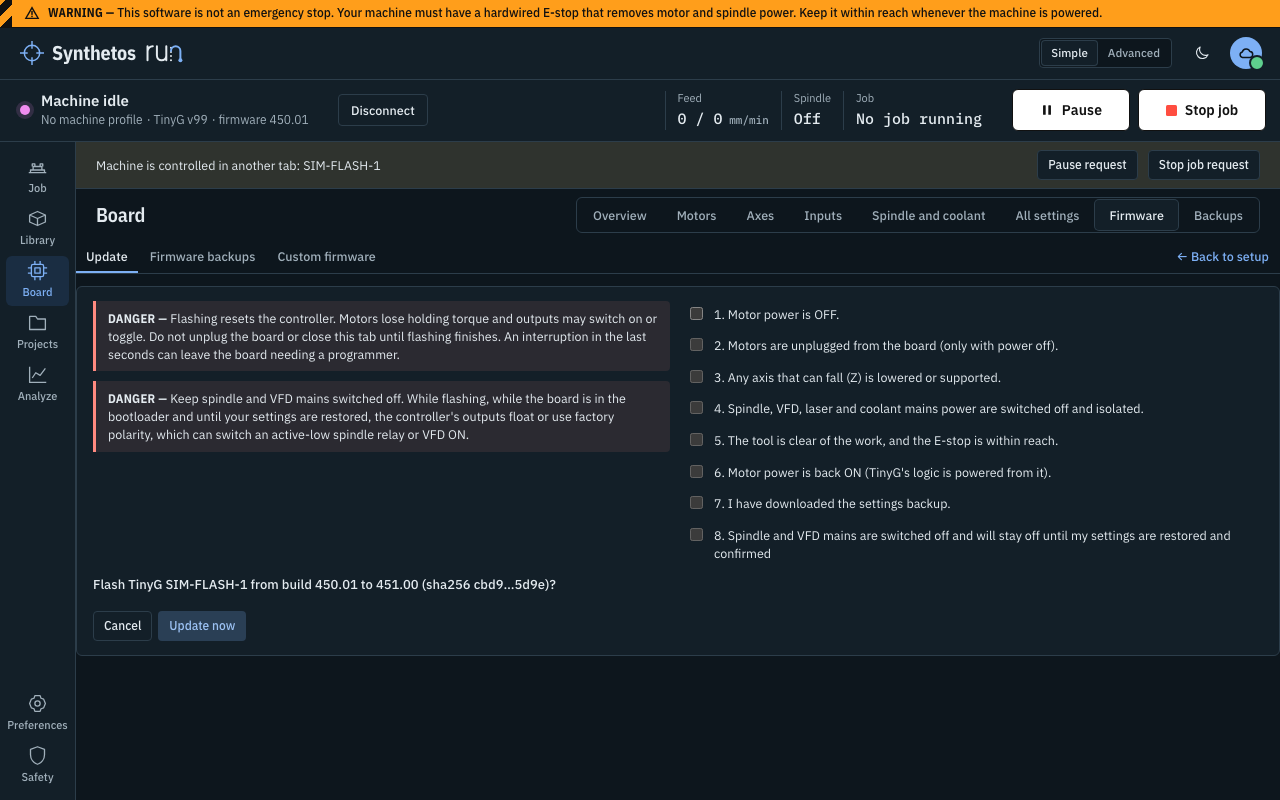 WARNING — This software is not an emergency stop. Your machine must have a hardwired E-stop that removes motor and spindle power. Keep it within reach whenever the machine is powered.
Synthetos run
Simple
Advanced
Machine idle
No machine profile · TinyG v99 · firmware 450.01
Disconnect
Feed
0 / 0 mm/min
Spindle
Off
Job
No job running
Pause
Stop job
Job
Library
Board
Projects
Analyze
Preferences
Safety
Machine is controlled in another tab: SIM-FLASH-1
Pause request
Stop job request
Board
Overview
Motors
Axes
Inputs
Spindle and coolant
All settings
Firmware
Backups
Update
Firmware backups
Custom firmware
← Back to setup
DANGER — Flashing resets the controller. Motors lose holding torque and outputs may switch on or
toggle. Do not unplug the board or close this tab until flashing finishes. An interruption in the last
seconds can leave the board needing a programmer.
DANGER — Keep spindle and VFD mains switched off. While flashing, while the board is in the
bootloader and until your settings are restored, the controller's outputs float or use factory
polarity, which can switch an active-low spindle relay or VFD ON.
1. Motor power is OFF.
2. Motors are unplugged from the board (only with power off).
3. Any axis that can fall (Z) is lowered or supported.
4. Spindle, VFD, laser and coolant mains power are switched off and isolated.
5. The tool is clear of the work, and the E-stop is within reach.
6. Motor power is back ON (TinyG's logic is powered from it).
7. I have downloaded the settings backup.
8. Spindle and VFD mains are switched off and will stay off until my settings are restored and
confirmed
Flash TinyG SIM-FLASH-1 from build 450.01 to 451.00 (sha256 cbd9…5d9e)?
Cancel
Update now